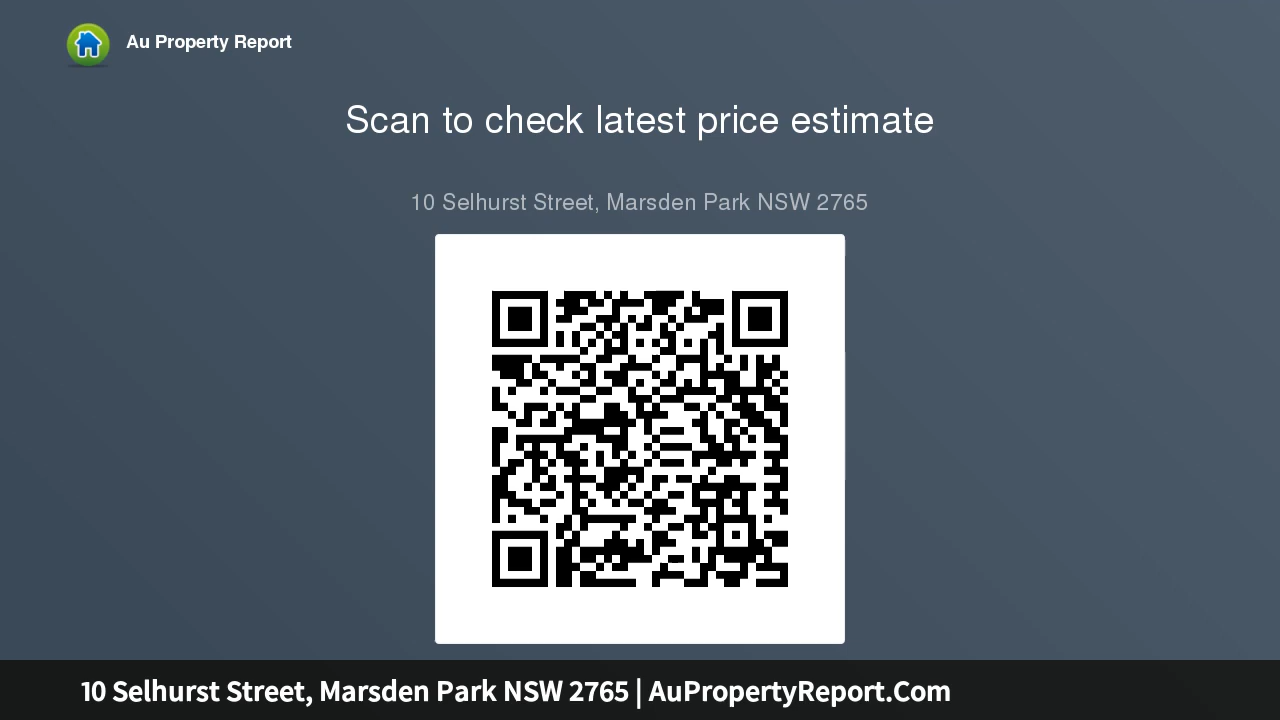 Au Property Report
Scan to check latest price estimate
10 Selhurst Street, Marsden Park NSW 2765
10 Selhurst Street, Marsden Park NSW 2765 | AuPropertyReport.Com